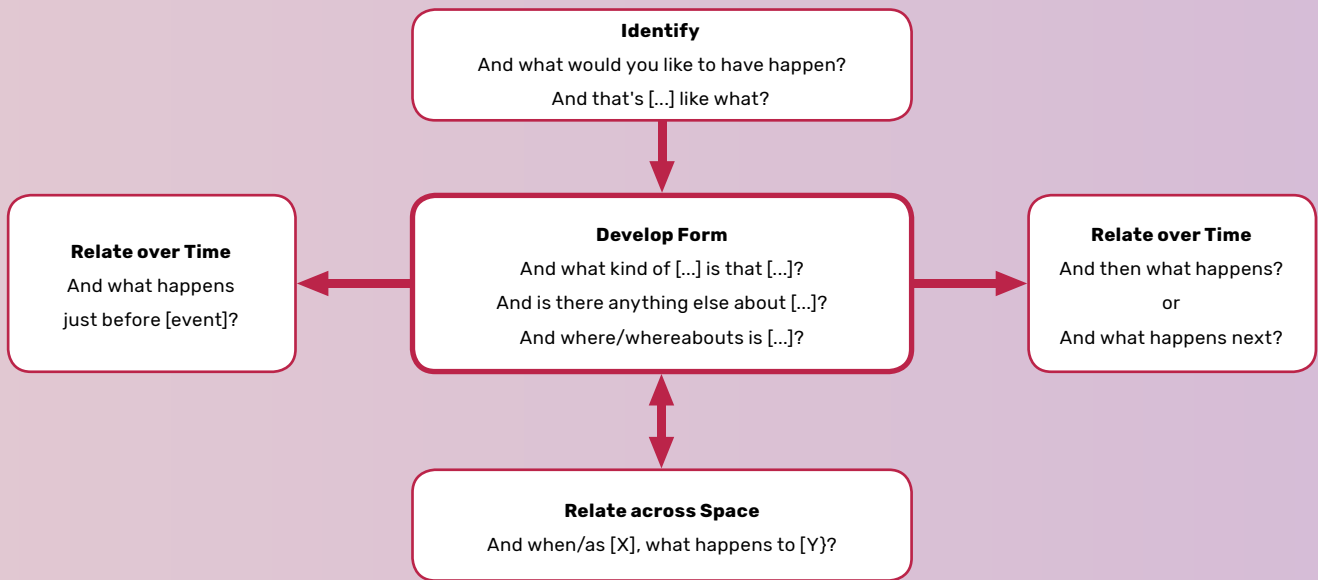 Identify
And what would you like to have happen?
And that's [...] like what?
Relate over Time
And what happens
just before [event]?
Develop Form
And what kind of [...] is that [...]?
And is there anything else about [...]?
And where/whereabouts is [...]?
Relate over Time
And then what happens?
or
And what happens next?
Relate across Space
And when/as [X], what happens to [Y}?